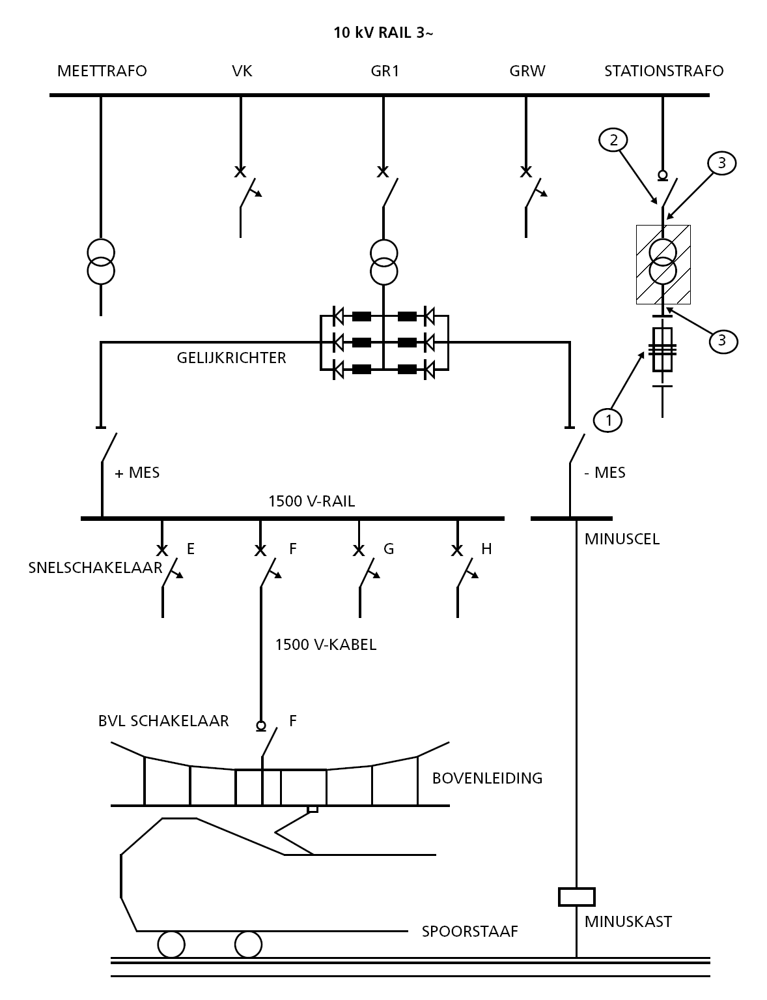 10 kV RAIL 3~
MEETTRAFO VK GR1 GRW STATIONSTRAFO
2
3
GELIJKRICHTER
3
1
+ MES
- MES
1500 V-RAIL
MINUSCEL
E F G H
SNELSCHAKELAAR
1500 V-KABEL
BVL SCHAKELAAR F
BOVENLEIDING
MINUSKAST
SPOORSTAAF